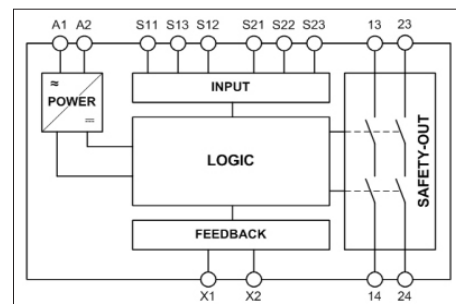 A1 A2 S11 S13 S12 S21 S22 S23 13 23
POWER
INPUT
LOGIC
SAFETY-OUT
FEEDBACK
X1 X2 14 24